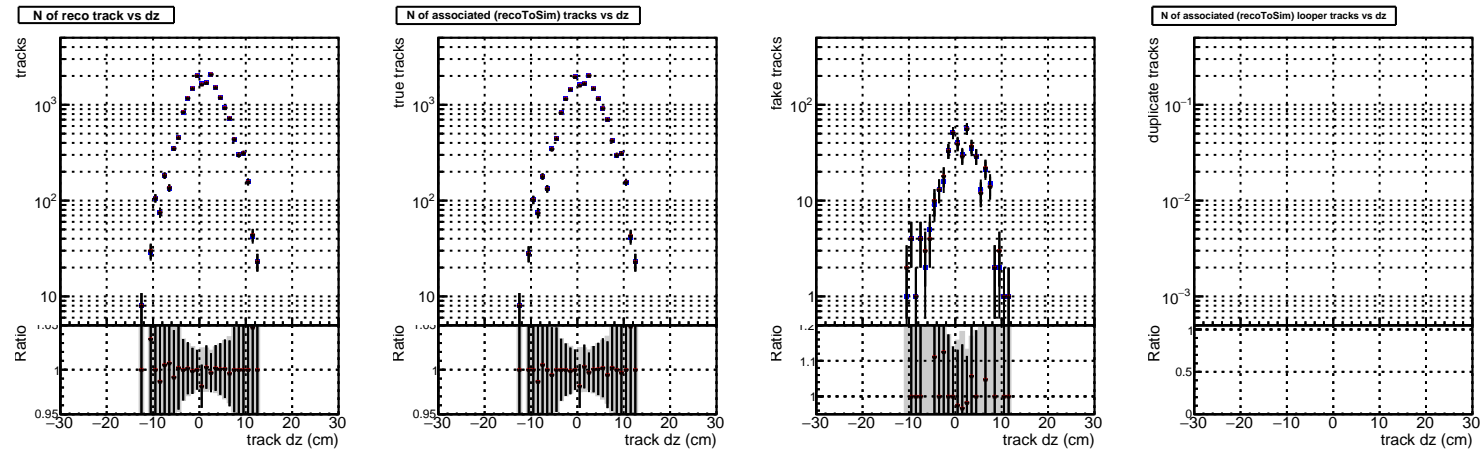 N of reco track vs dz
N of associated (recoToSim) tracks vs dz
N of associated (recoToSim) looper tracks vs dz
tracks
10³
10²
10
Ratio
1
0.95
−30 −20 −10 0 10 20 30
track dz (cm)
true tracks
10³
10²
10
Ratio
1
0.95
−30 −20 −10 0 10 20 30
track dz (cm)
fake tracks
10²
10
1
Ratio
1.2
1.1
1
−30 −20 −10 0 10 20 30
track dz (cm)
duplicate tracks
10⁻¹
10⁻²
10⁻³
Ratio
1
0.5
0
−30 −20 −10 0 10 20 30
track dz (cm)